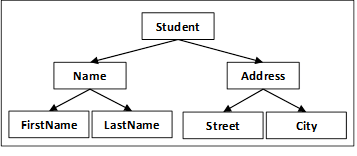 Student
Name Address
FirstName LastName Street City